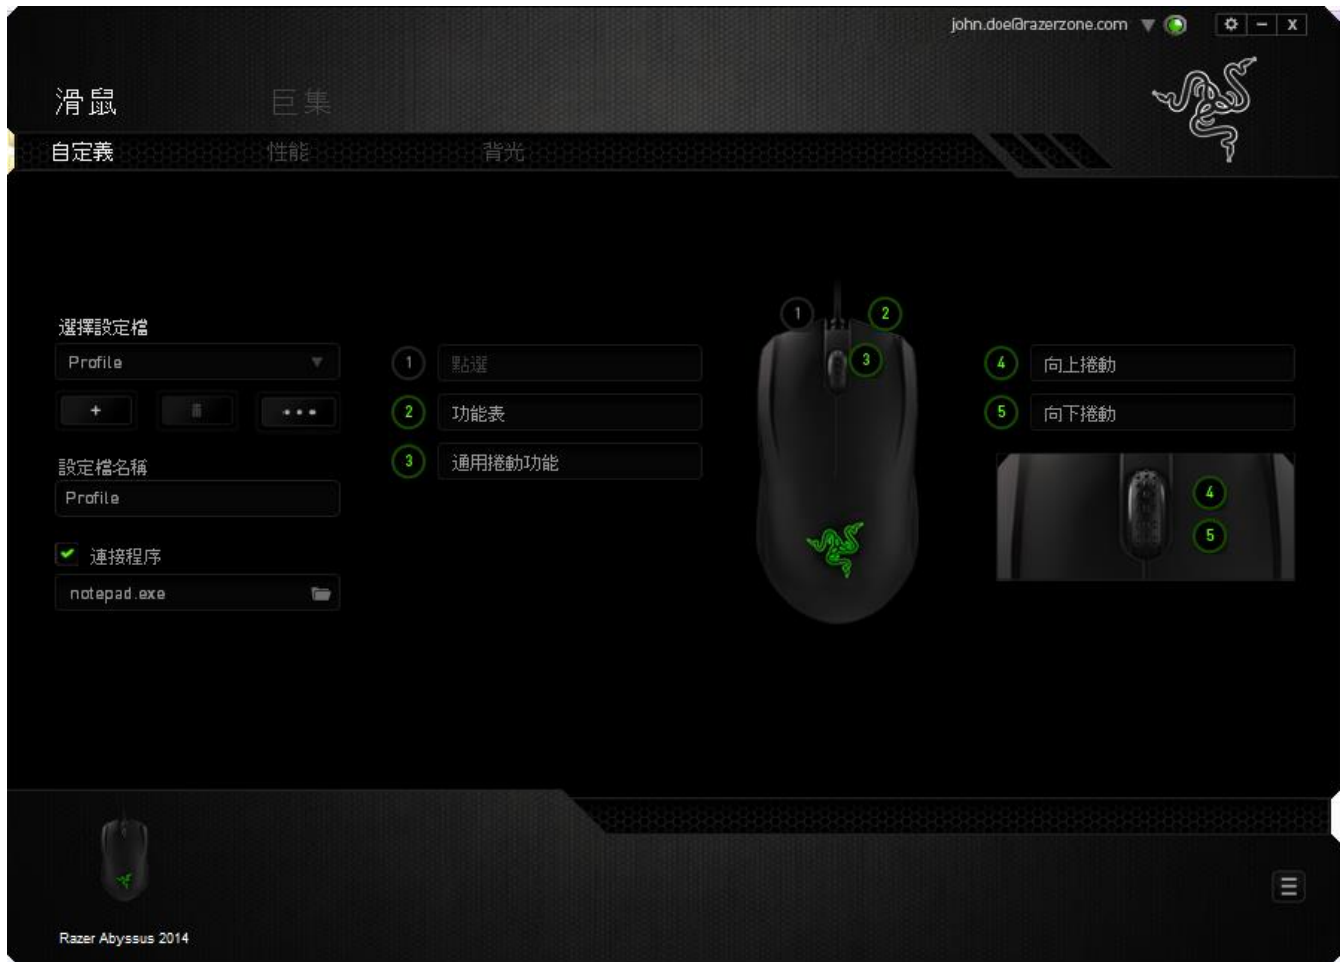 john.doe@razerzone.com
X
滑鼠
巨集
自定義
性能
背光
選擇設定檔
Profile
設定檔名稱
Profile
連接程序
notepad.exe
1 點選
2 功能表
3 通用捲動功能
1
2
3
4 向上捲動
5 向下捲動
4
5
Razer Abyssus 2014